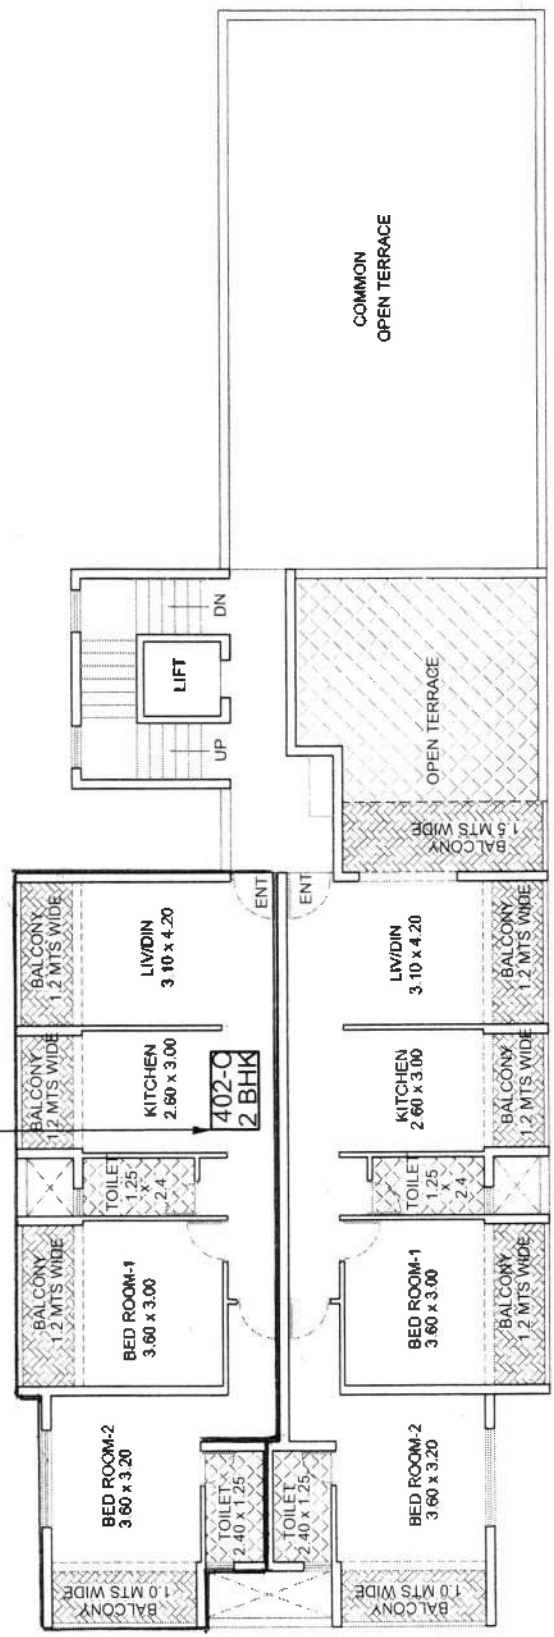 COMMON
OPEN TERRACE
DN
LIFT
UP
OPEN TERRACE
BALCONY
1.5 MTS WIDE
BALCONY
1.2 MTS WIDE
LIV/DIN
3.10 x 4.20
ENT
BALCONY
1.2 MTS WIDE
KITCHEN
2.60 x 3.00
402-C
2 BHK
TOILET
1.25
x
2.4
BALCONY
1.2 MTS WIDE
BED ROOM-1
3.60 x 3.00
BED ROOM-2
3.60 x 3.20
TOILET
2.40 x 1.25
BALCONY
1.0 MTS WIDE
ENT
LIV/DIN
3.10 x 4.20
BALCONY
1.2 MTS WIDE
KITCHEN
2.60 x 3.00
BALCONY
1.2 MTS WIDE
TOILET
1.25
x
2.4
BED ROOM-1
3.60 x 3.00
BALCONY
1.2 MTS WIDE
TOILET
2.40 x 1.25
BED ROOM-2
3.60 x 3.20
BALCONY
1.0 MTS WIDE